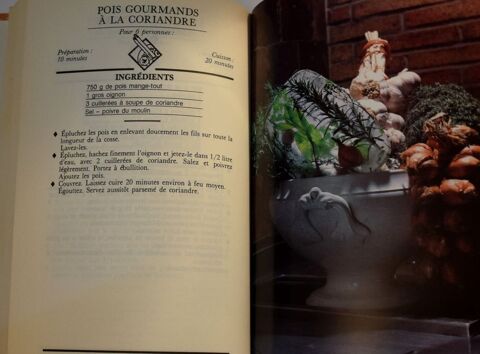 POIS GOURMANDS
À LA CORIANDRE
Pour 6 personnes :
Préparation :
10 minutes
Cuisson :
20 minutes
INGRÉDIENTS
750 g de pois mange-tout
1 gros oignon
3 cuillerées à soupe de coriandre
Sel – poivre du moulin
♦ Épluchez les pois en enlevant doucement les fils sur toute la
longueur de la cosse.
Lavez-les.
♦ Épluchez, hachez finement l'oignon et jetez-le dans 1/2 litre
d'eau, avec 2 cuillerées de coriandre. Salez et poivrez
légèrement. Portez à ébullition.
Ajoutez les pois.
♦ Couvrez. Laissez cuire 20 minutes environ à feu moyen.
Égouttez. Servez aussitôt parsemé de coriandre.